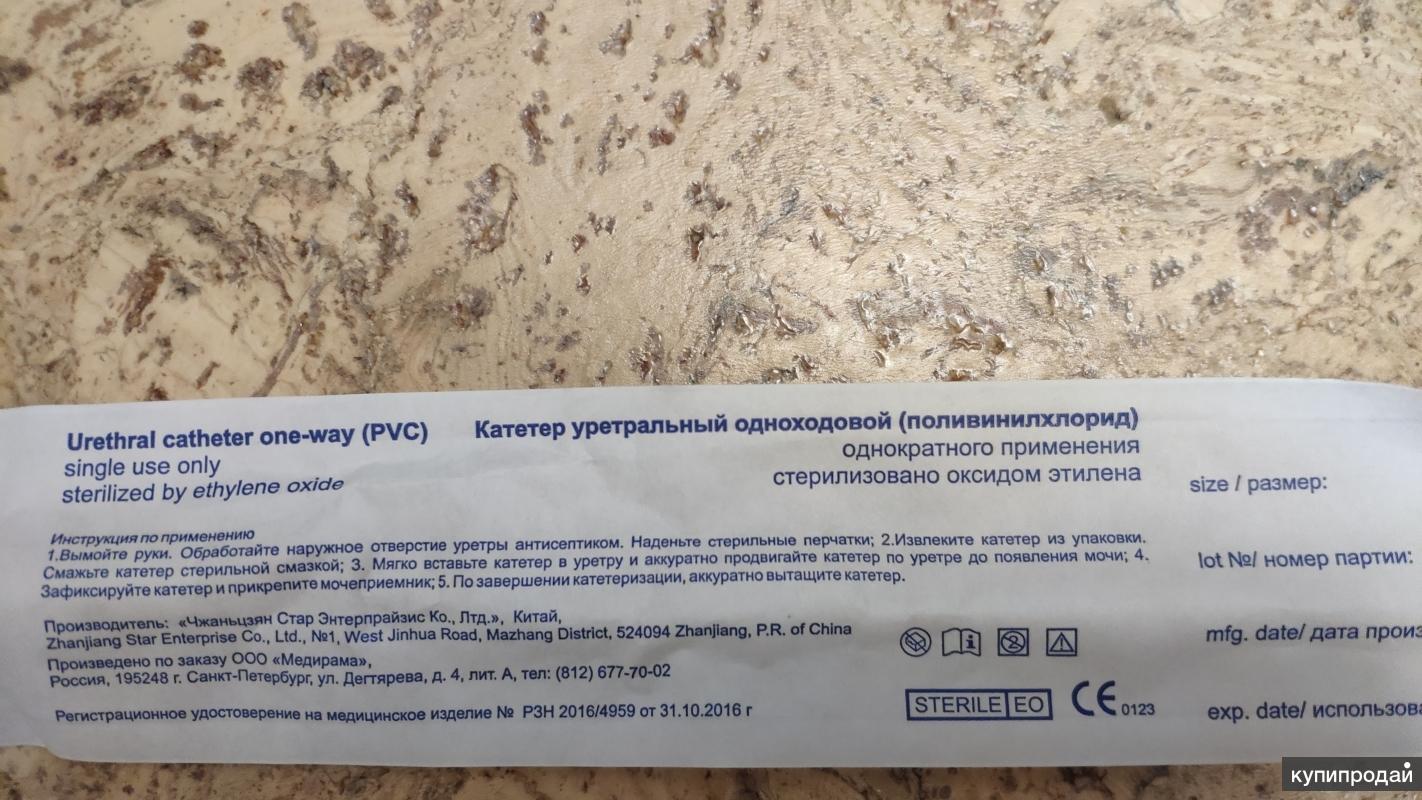 Urethral catheter one-way (PVC)
single use only
sterilized by ethylene oxide
Катетер уретральный одноходовой (поливинилхлорид)
однократного применения
стерилизовано оксидом этилена
Инструкция по применению
1.Вымойте руки. Обработайте наружное отверстие уретры антисептиком. Наденьте стерильные перчатки; 2.Извлеките катетер из упаковки.
Смажьте катетер стерильной смазкой; 3. Мягко вставьте катетер в уретру и аккуратно продвигайте катетер по уретре до появления мочи; 4.
Зафиксируйте катетер и прикрепите мочеприемник; 5. По завершении катетеризации, аккуратно вытащите катетер.
Производитель: «Чжаньцзян Стар Энтерпрайзис Ко., Лтд.», Китай,
Zhanjiang Star Enterprise Co., Ltd., №1, West Jinhua Road, Mazhang District, 524094 Zhanjiang, P.R. of China
Произведено по заказу ООО «Медирама»,
Россия, 195248 г. Санкт-Петербург, ул. Дегтярева, д. 4, лит. А, тел: (812) 677-70-02
Регистрационное удостоверение на медицинское изделие № РЗН 2016/4959 от 31.10.2016 г
STERILE EO
CE 0123
size / размер:
lot №/ номер партии:
mfg. date/ дата произ
exp. date/ использова
купипродай